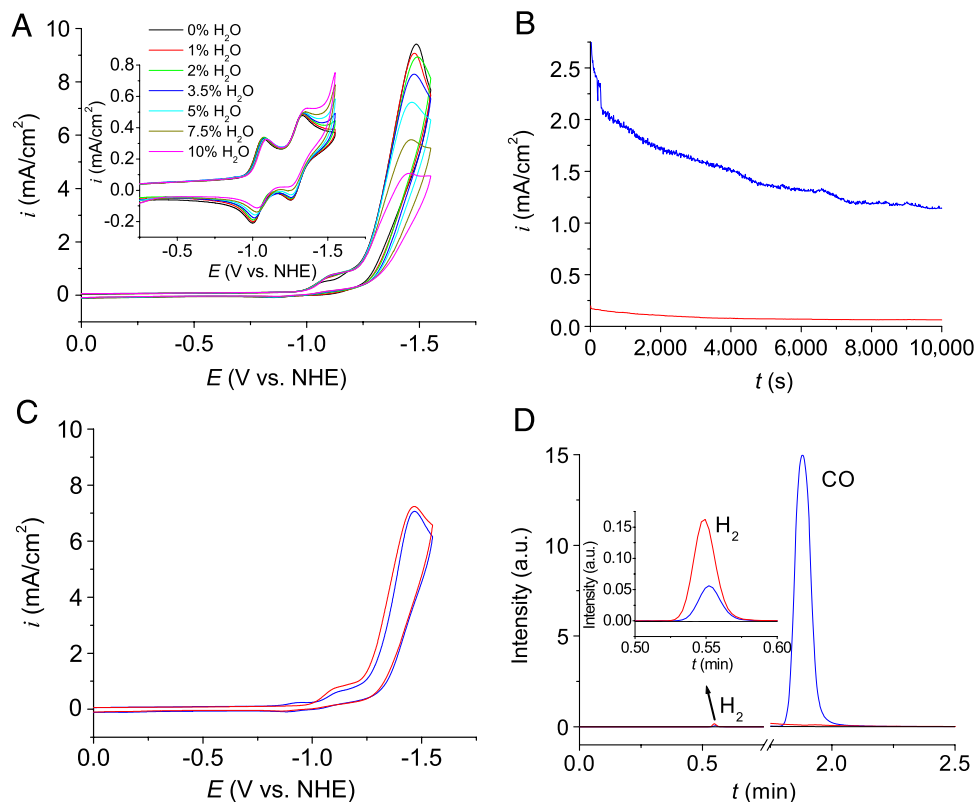 A
0% H2O
1% H2O
2% H2O
3.5% H2O
5% H2O
7.5% H2O
10% H2O
i (mA/cm2)
0.8
0.6
0.4
0.2
0.0
-0.2
-0.5 -1.0 -1.5
E (V vs. NHE)
i (mA/cm2)
10
8
6
4
2
0
0.0 -0.5 -1.0 -1.5
E (V vs. NHE)
B
i (mA/cm2)
2.5
2.0
1.5
1.0
0.5
0.0
0 2,000 4,000 6,000 8,000 10,000
t (s)
C
i (mA/cm2)
10
8
6
4
2
0
0.0 -0.5 -1.0 -1.5
E (V vs. NHE)
D
Intensity (a.u.)
15
10
5
0
CO
H2
Intensity (a.u.)
0.15
0.10
0.05
0.00
0.50 0.55 0.60
t (min)
H2
0.0 0.5 2.0 2.5
t (min)